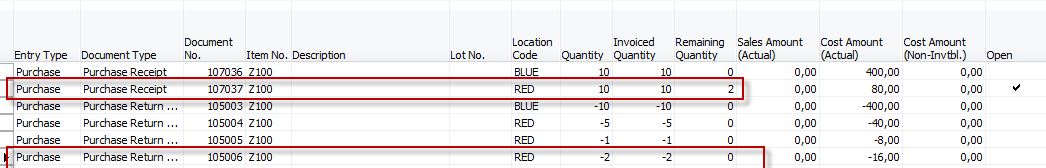 Entry Type Document Type Document No. Item No. Description Lot No. Location Code Quantity Invoiced Quantity Remaining Quantity Sales Amount (Actual) Cost Amount (Actual) Cost Amount (Non-Invtbl.) Open
Purchase Purchase Receipt 107036 Z100 BLUE 10 10 0 0,00 400,00 0,00
Purchase Purchase Receipt 107037 Z100 RED 10 10 2 0,00 80,00 0,00 ✓
Purchase Purchase Return ... 105003 Z100 BLUE -10 -10 0 0,00 -400,00 0,00
Purchase Purchase Return ... 105004 Z100 RED -5 -5 0 0,00 -40,00 0,00
Purchase Purchase Return ... 105005 Z100 RED -1 -1 0 0,00 -8,00 0,00
Purchase Purchase Return ... 105006 Z100 RED -2 -2 0 0,00 -16,00 0,00